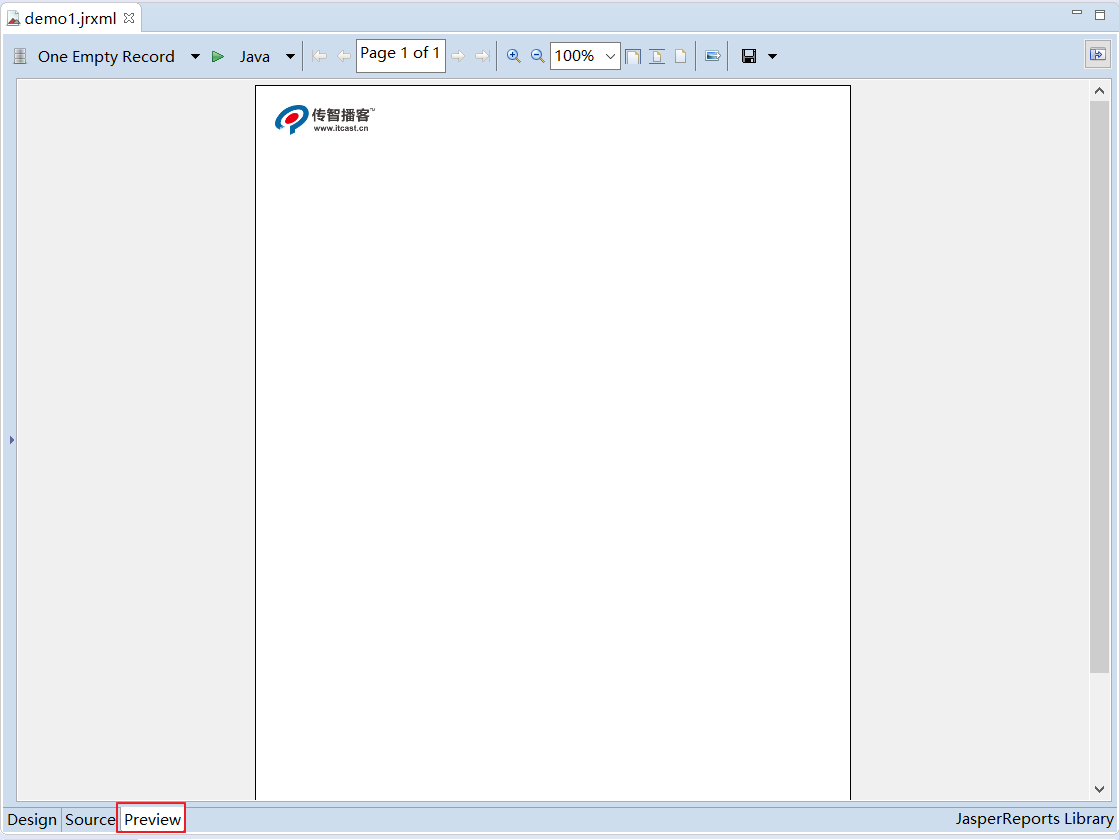 demo1.jrxml
One Empty Record
Java
Page 1 of 1
100%
传智播客™
www.itcast.cn
Design
Source
Preview
JasperReports Library